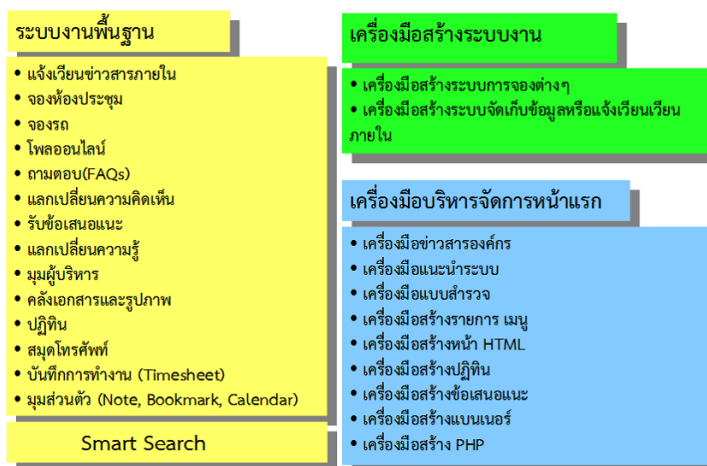 ระบบงานพื้นฐาน
• แจ้งเวียนข่าวสารภายใน
• จองห้องประชุม
• จองรถ
• โพลออนไลน์
• ถามตอบ(FAQs)
• แลกเปลี่ยนความคิดเห็น
• รับข้อเสนอแนะ
• แลกเปลี่ยนความรู้
• มุมผู้บริหาร
• คลังเอกสารและรูปภาพ
• ปฏิทิน
• สมุดโทรศัพท์
• บันทึกการทำงาน (Timesheet)
• มุมส่วนตัว (Note, Bookmark, Calendar)
Smart Search
เครื่องมือสร้างระบบงาน
• เครื่องมือสร้างระบบการจองต่างๆ
• เครื่องมือสร้างระบบจัดเก็บข้อมูลหรือแจ้งเวียนเวียน
ภายใน
เครื่องมือบริหารจัดการหน้าแรก
• เครื่องมือข่าวสารองค์กร
• เครื่องมือแนะนำระบบ
• เครื่องมือแบบสำรวจ
• เครื่องมือสร้างรายการ เมนู
• เครื่องมือสร้างหน้า HTML
• เครื่องมือสร้างปฏิทิน
• เครื่องมือสร้างข้อเสนอแนะ
• เครื่องมือสร้างแบนเนอร์
• เครื่องมือสร้าง PHP